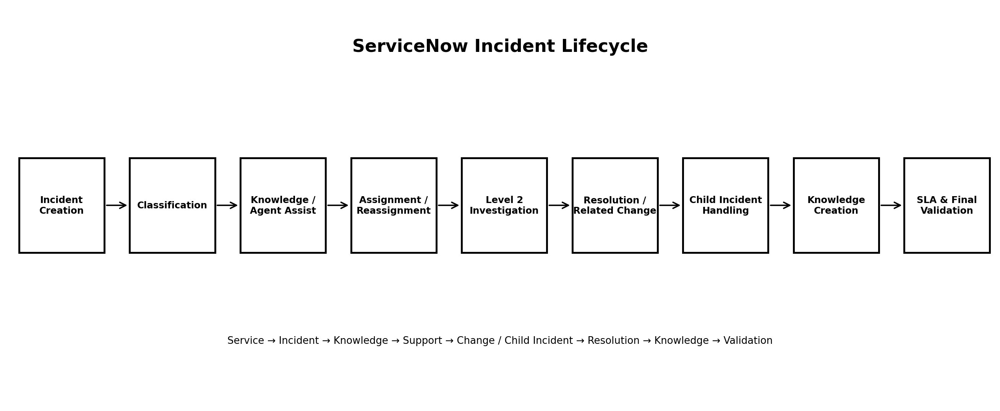 ServiceNow Incident Lifecycle
Incident
Creation
Classification
Knowledge /
Agent Assist
Assignment /
Reassignment
Level 2
Investigation
Resolution /
Related Change
Child Incident
Handling
Knowledge
Creation
SLA & Final
Validation
Service → Incident → Knowledge → Support → Change / Child Incident → Resolution → Knowledge → Validation